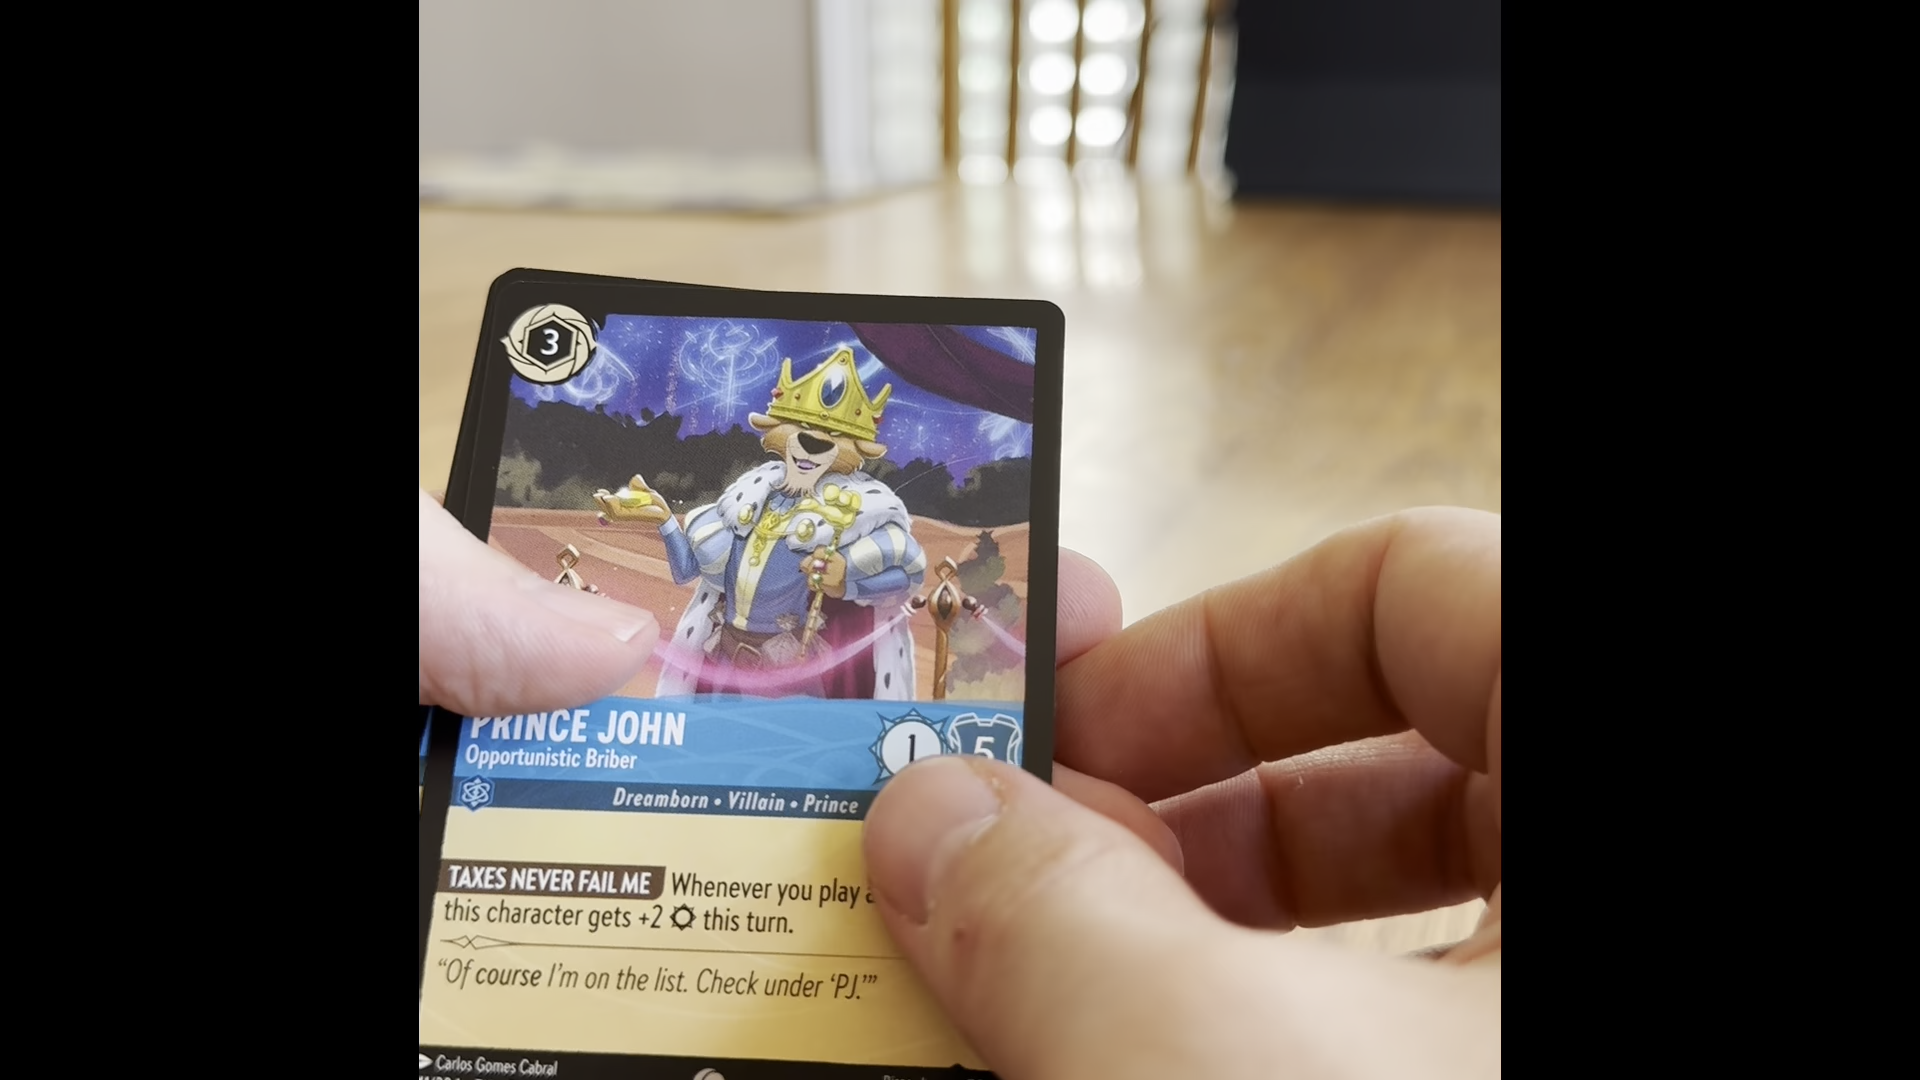 3
PRINCE JOHN
Opportunistic Briber
1 5
Dreamborn • Villain • Prince
TAXES NEVER FAIL ME Whenever you play
this character gets +2 this turn.
“Of course I’m on the list. Check under ‘PJ.’”
Carlos Gomes Cabral